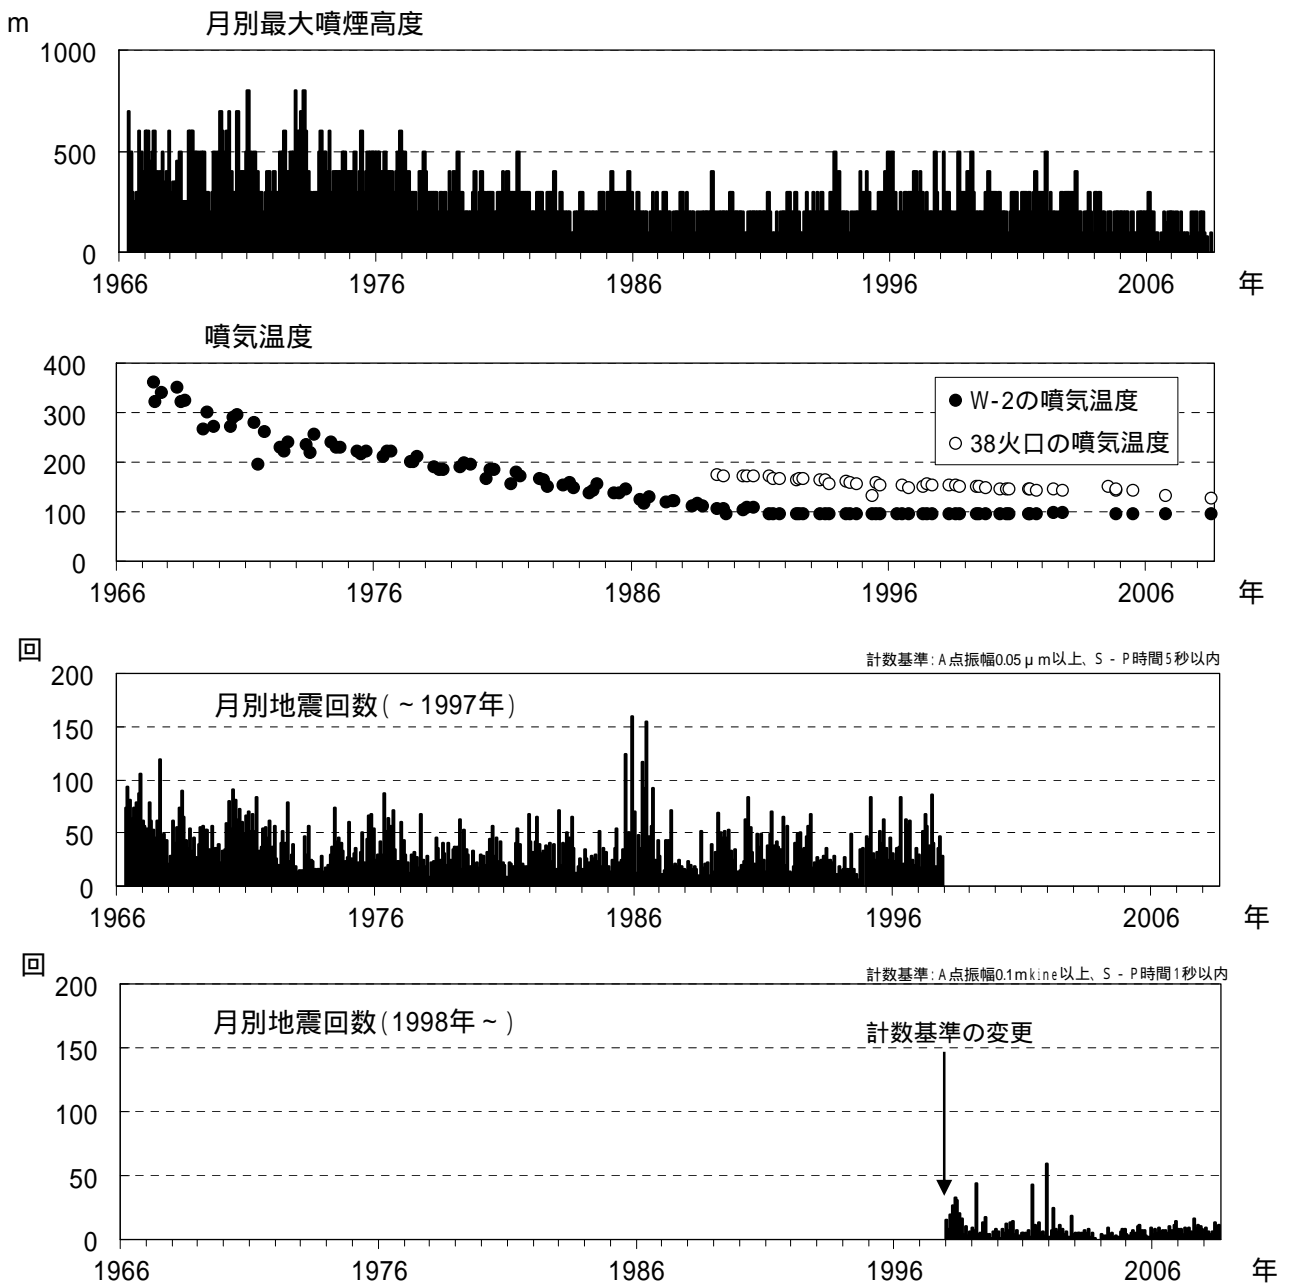 m
月別最大噴煙高度
1000
500
0
1966 1976 1986 1996 2006 年
噴気温度
400
300
200
100
0
W-2の噴気温度
38火口の噴気温度
1966 1976 1986 1996 2006 年
回
計数基準:A点振幅0.05μm以上、S-P時間5秒以内
200
150
100
50
0
月別地震回数(~1997年)
1966 1976 1986 1996 2006 年
回
計数基準:A点振幅0.1mkine以上、S-P時間1秒以内
200
150
100
50
0
月別地震回数(1998年~)
計数基準の変更
1966 1976 1986 1996 2006 年